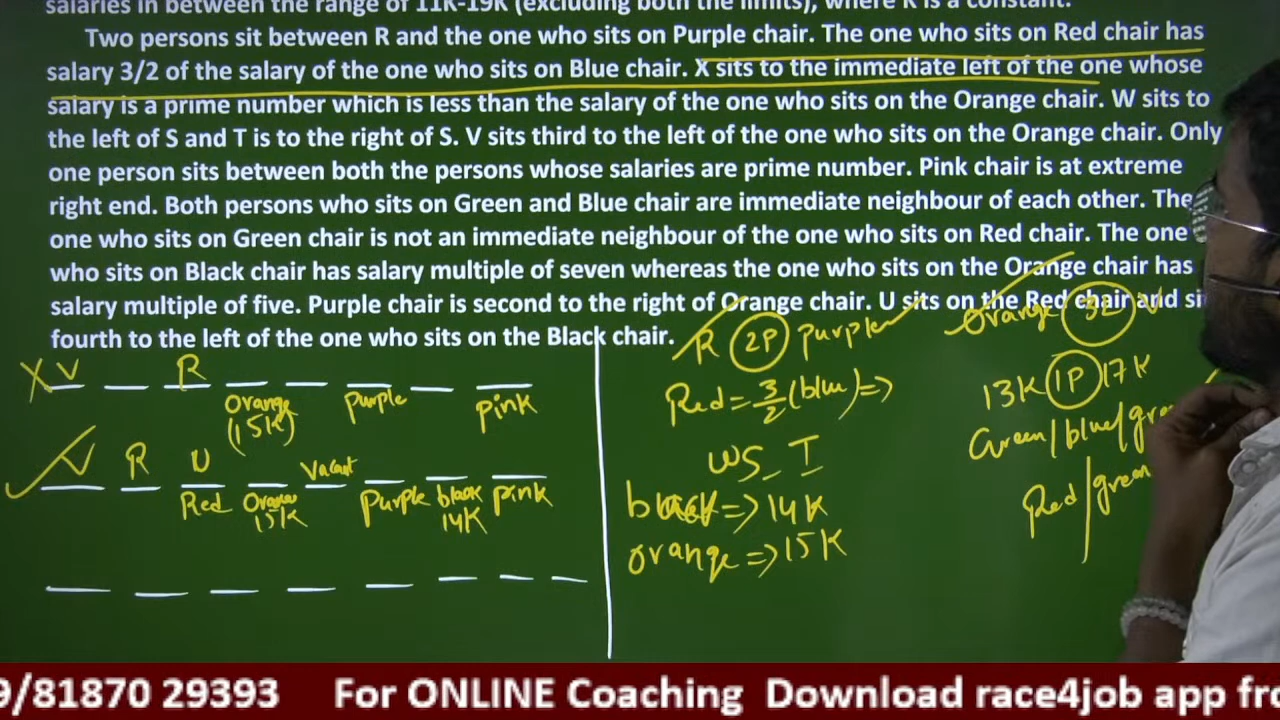 salaries in between the range of 11K-19K (excluding both the limits), where K is a constant.
Two persons sit between R and the one who sits on Purple chair. The one who sits on Red chair has
salary 3/2 of the salary of the one who sits on Blue chair. X sits to the immediate left of the one whose
salary is a prime number which is less than the salary of the one who sits on the Orange chair. W sits to
the left of S and T is to the right of S. V sits third to the left of the one who sits on the Orange chair. Only
one person sits between both the persons whose salaries are prime number. Pink chair is at extreme
right end. Both persons who sits on Green and Blue chair are immediate neighbour of each other. The
one who sits on Green chair is not an immediate neighbour of the one who sits on Red chair. The one
who sits on Black chair has salary multiple of seven whereas the one who sits on the Orange chair has
salary multiple of five. Purple chair is second to the right of Orange chair. U sits on the Red chair and si
fourth to the left of the one who sits on the Black chair.
R 2P purple
Orange V
X V R
Orange purple pink
(15K)
Red = 3/2 (blue) =>
13K 1P 17K
Green/blue/gre
WS_T
V R U Vacant
Red Orange Purple black pink
15K 14K
black => 14K
Red/green
orange => 15K
9/81870 29393 For ONLINE Coaching Download race4job app fro